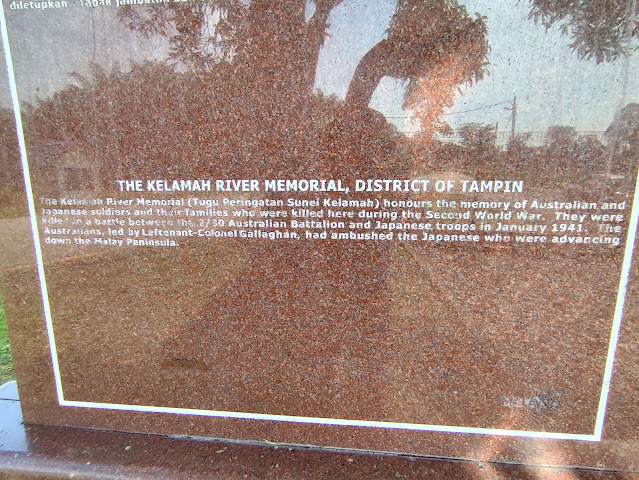 diletupkan. Tapak jambatan
THE KELAMAH RIVER MEMORIAL, DISTRICT OF TAMPIN
The Kelamah River Memorial (Tugu Peringatan Sunei Kelamah) honours the memory of Australian and
Japanese soldiers and their families who were killed here during the Second World War. They were
killed in a battle between the 2/30 Australian Battalion and Japanese troops in January 1941. The
Australians, led by Leftenant-Colonel Gallaghan, had ambushed the Japanese who were advancing
down the Malay Peninsula.